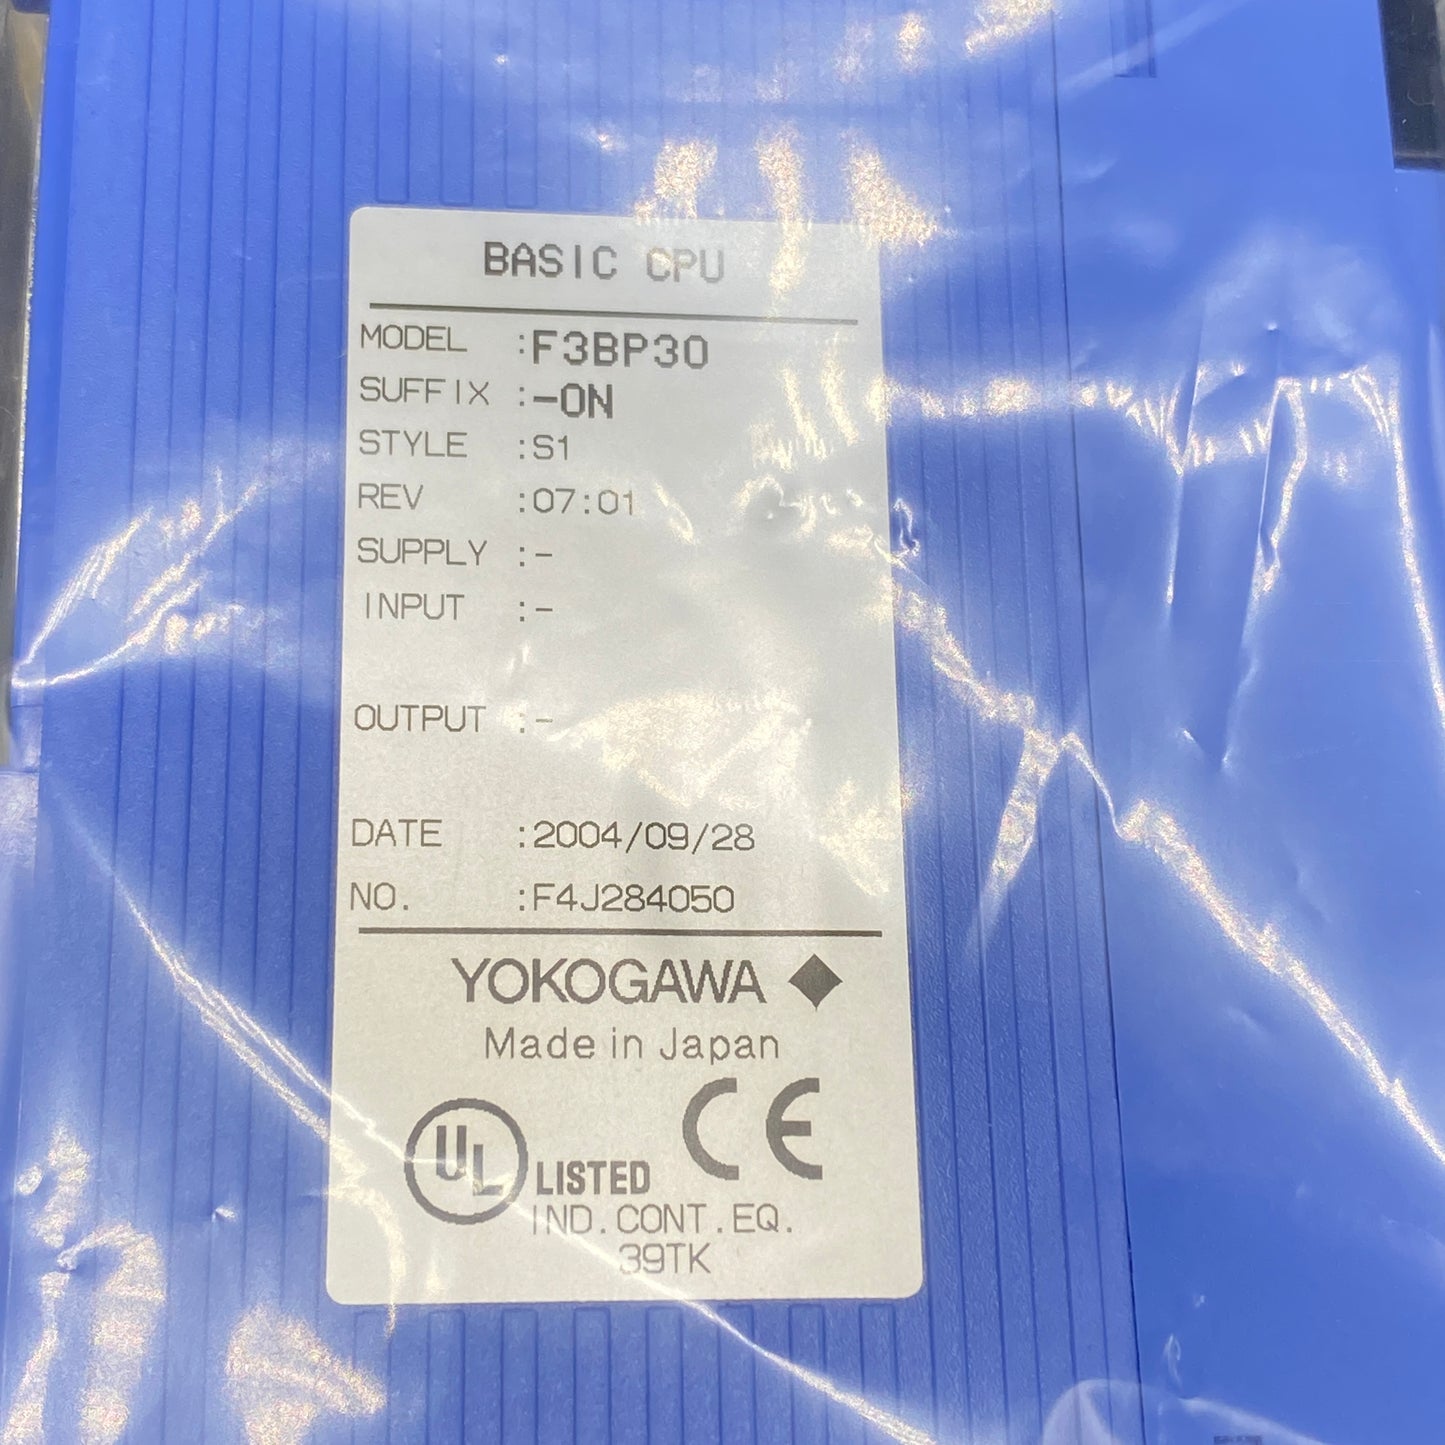 BASIC CPU
MODEL :F3BP30
SUFFIX :-0N
STYLE :S1
REV :07:01
SUPPLY :-
INPUT :-
OUTPUT :-
DATE :2004/09/28
NO. :F4J284050
YOKOGAWA
Made in Japan
UL LISTED CE
IND.CONT.EQ.
39TK